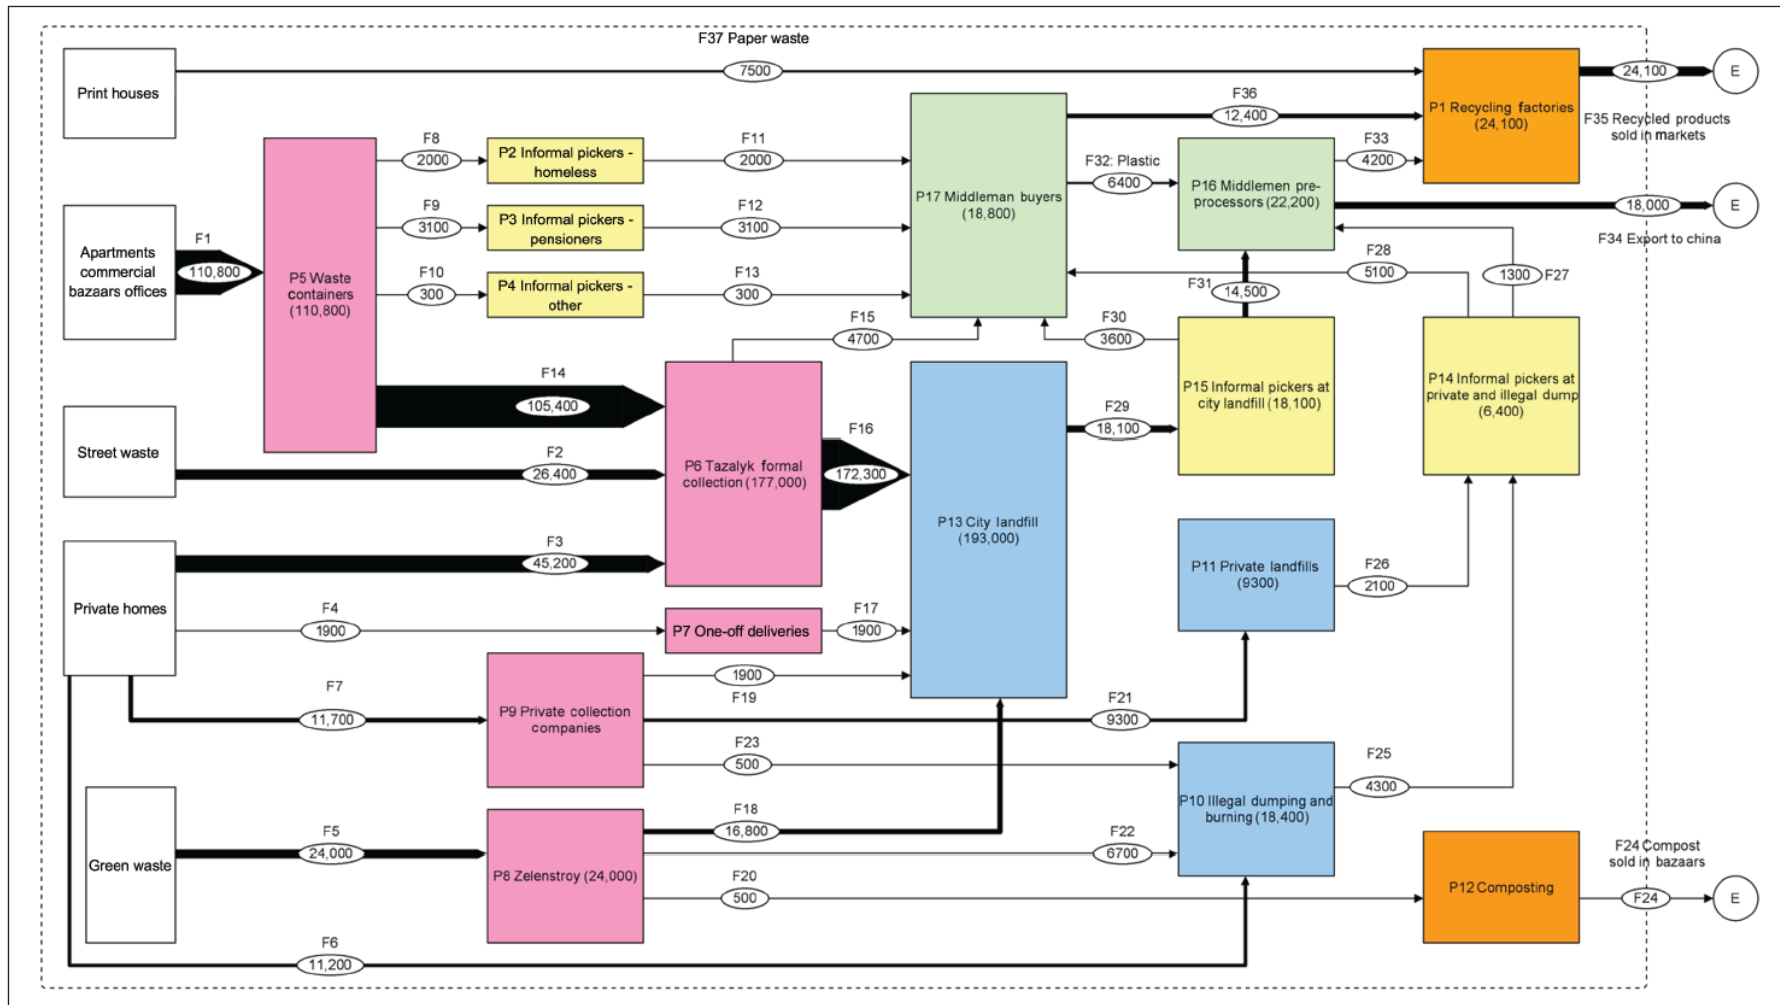 F37 Paper waste
7500
Print houses
24,100
E
P1 Recycling factories
(24,100)
F35 Recycled products
sold in markets
F36
12,400
F8
2000
P2 Informal pickers -
homeless
F11
2000
F33
4200
F32: Plastic
6400
P17 Middleman buyers
(18,800)
P16 Middlemen pre-
processors (22,200)
18,000
E
F34 Export to china
F9
3100
P3 Informal pickers -
pensioners
F12
3100
Apartments
commercial
bazaars offices
F1
110,800
P5 Waste
containers
(110,800)
F10
300
P4 Informal pickers -
other
F13
300
F28
5100
1300
F27
F31
14,500
F15
4700
F30
3600
F14
105,400
P15 Informal pickers at
city landfill (18,100)
P14 Informal pickers at
private and illegal dump
(6,400)
F29
18,100
F16
172,300
Street waste
F2
26,400
P6 Tazalyk formal
collection (177,000)
P13 City landfill
(193,000)
F3
45,200
P11 Private landfills
(9300)
F26
2100
Private homes
F4
1900
P7 One-off deliveries
F17
1900
1900
F19
F7
11,700
P9 Private collection
companies
F21
9300
F23
500
F25
4300
P10 Illegal dumping and
burning (18,400)
F18
16,800
F5
24,000
Green waste
P8 Zelenstroy (24,000)
F22
6700
F20
500
P12 Composting
F24 Compost
sold in bazaars
F24
E
F6
11,200